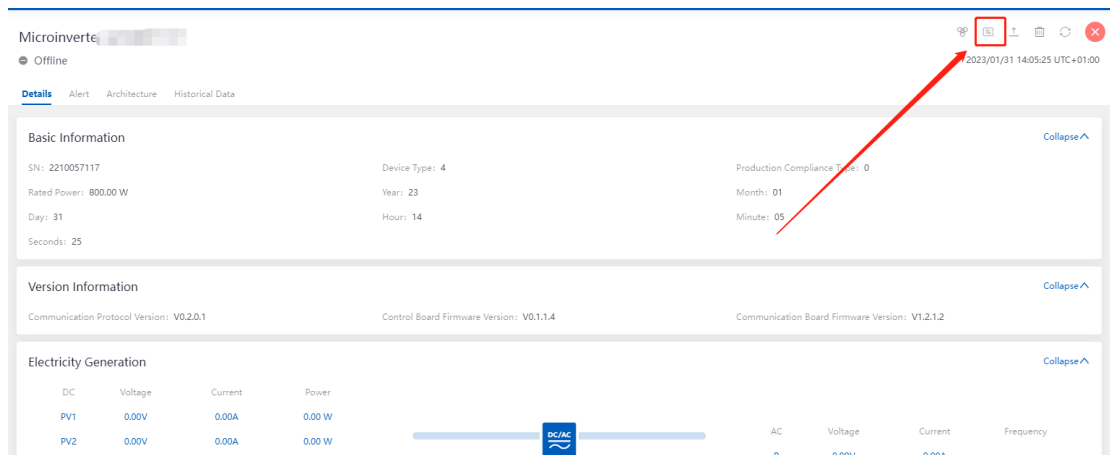 Microinverte
Offline
2023/01/31 14:05:25 UTC+01:00
Details Alert Architecture Historical Data
Basic Information Collapse
SN: 2210057117 Device Type: 4 Production Compliance Type: 0
Rated Power: 800.00 W Year: 23 Month: 01
Day: 31 Hour: 14 Minute: 05
Seconds: 25
Version Information Collapse
Communication Protocol Version: V0.2.0.1 Control Board Firmware Version: V0.1.1.4 Communication Board Firmware Version: V1.2.1.2
Electricity Generation Collapse
DC Voltage Current Power
PV1 0.00V 0.00A 0.00 W
PV2 0.00V 0.00A 0.00 W
DC/AC
AC Voltage Current Frequency
0.00V 0.00A